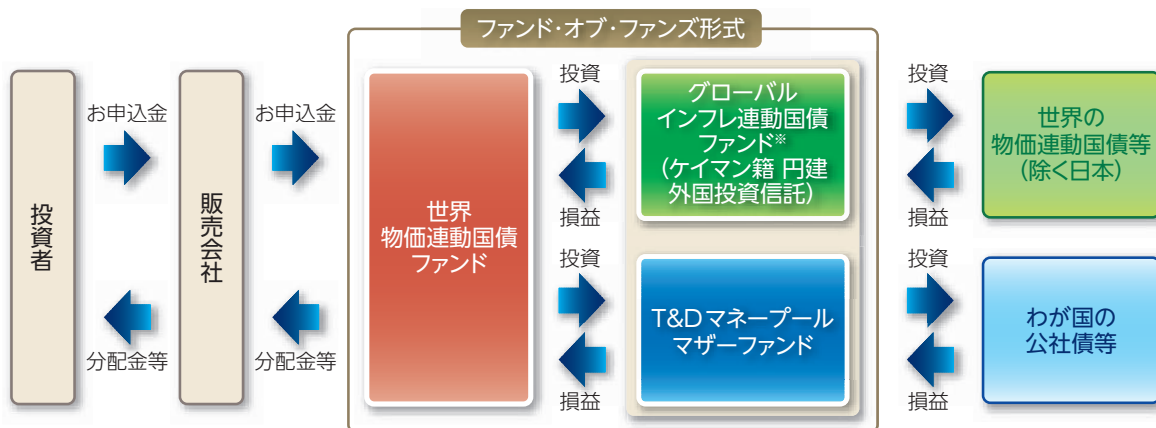 ファンド・オブ・ファンズ形式
投資者
お申込金
分配金等
販売会社
お申込金
分配金等
世界
物価連動国債
ファンド
投資
損益
投資
損益
グローバル
インフレ連動国債
ファンド※
(ケイマン籍 円建
外国投資信託)
T&Dマネープール
マザーファンド
投資
損益
投資
損益
世界の
物価連動国債等
(除く日本)
わが国の
公社債等